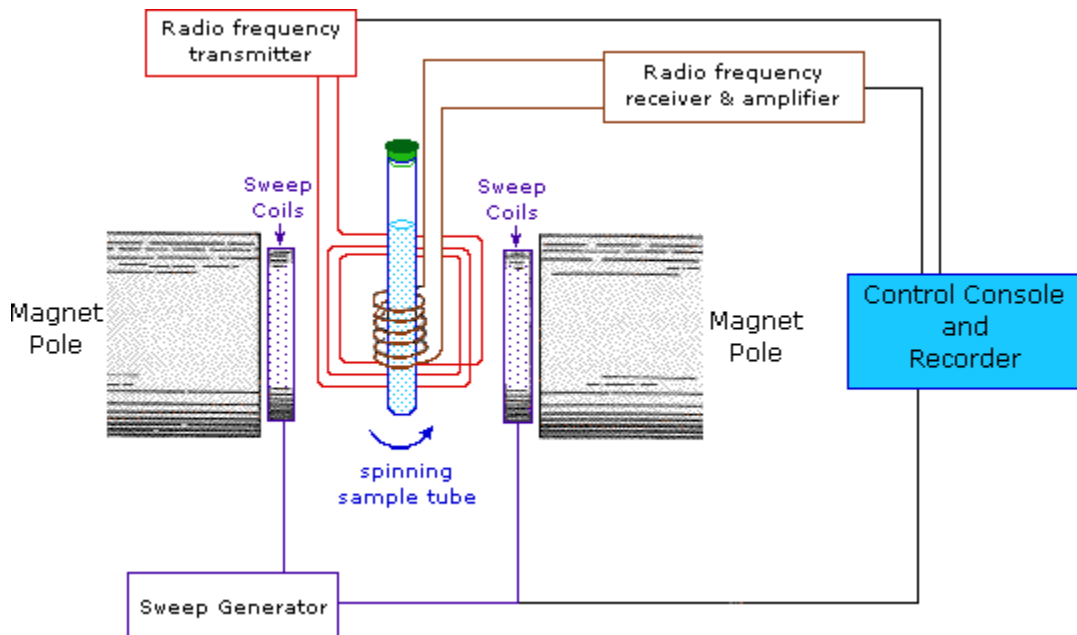 Radio frequency
transmitter
Radio frequency
receiver & amplifier
Sweep
Coils
Sweep
Coils
Magnet
Pole
Magnet
Pole
Control Console
and
Recorder
spinning
sample tube
Sweep Generator